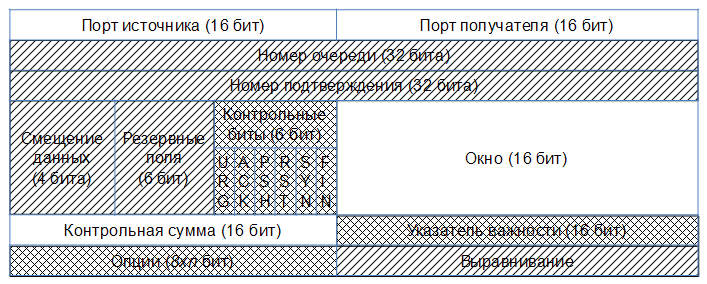 Порт источника (16 бит) Порт получателя (16 бит)
Номер очереди (32 бита)
Номер подтверждения (32 бита)
Смещение данных (4 бита)
Резервные поля (6 бит)
Контрольные биты (6 бит)
U A P R S F
R C S S Y I
G K H T N N
Окно (16 бит)
Контрольная сумма (16 бит) Указатель важности (16 бит)
Опции (8xn бит) Выравнивание